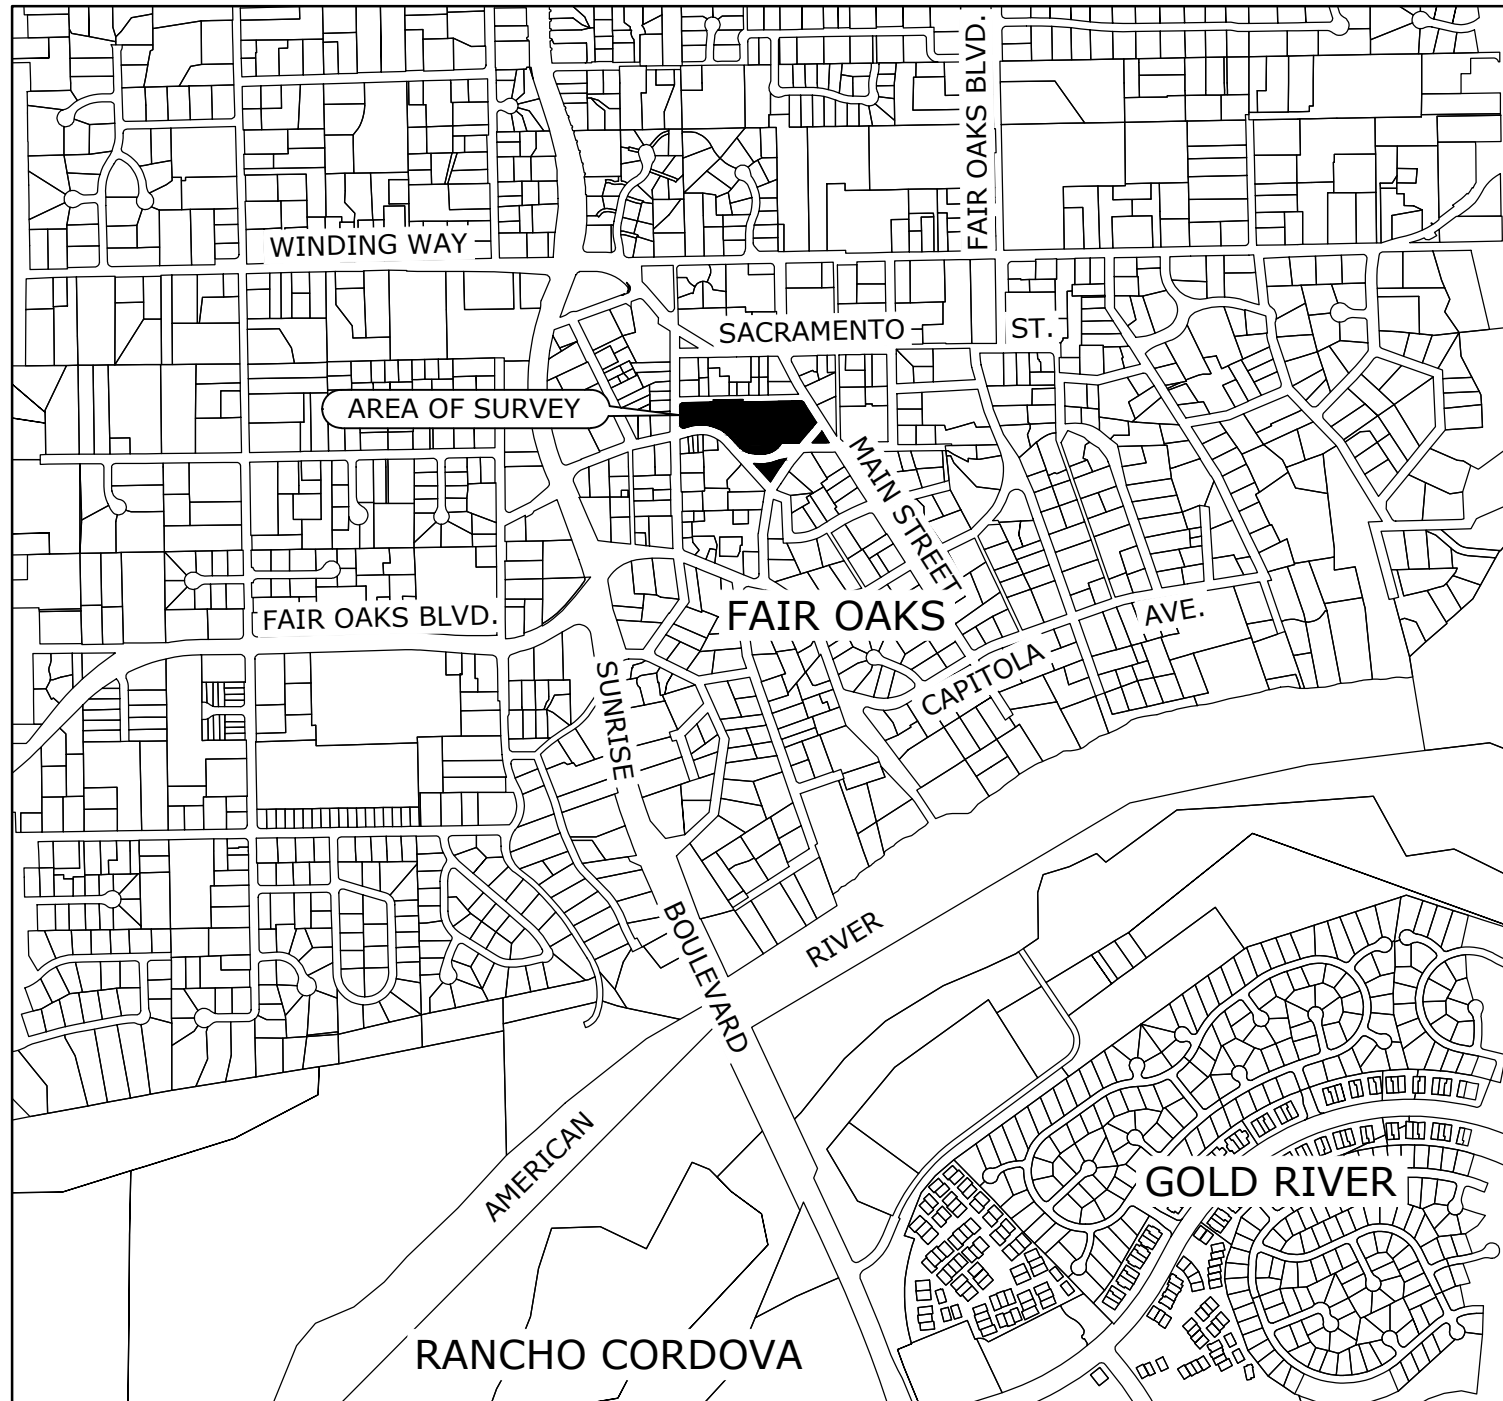 FAIR OAKS BLVD.
WINDING WAY
SACRAMENTO ST.
AREA OF SURVEY
MAIN STREET
FAIR OAKS BLVD.
FAIR OAKS
AVE.
CAPITOLA
SUNRISE
BOULEVARD
RIVER
AMERICAN
GOLD RIVER
RANCHO CORDOVA